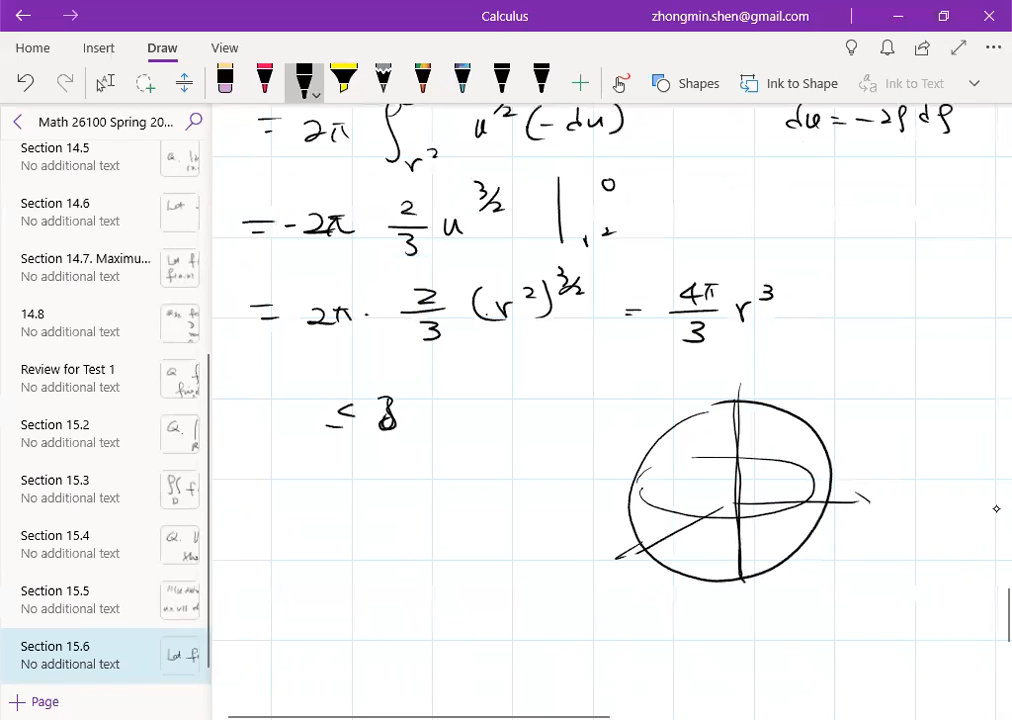 Calculus
zhongmin.shen@gmail.com
Home Insert Draw View
Shapes Ink to Shape Ink to Text
Math 26100 Spring 20...
Section 14.5
No additional text
Section 14.6
No additional text
Section 14.7. Maximu...
No additional text
14.8
No additional text
Review for Test 1
No additional text
Section 15.2
No additional text
Section 15.3
No additional text
Section 15.4
No additional text
Section 15.5
No additional text
Section 15.6
No additional text
Page
= 2π ∫_{r²} u^{1/2} (-du) du = -2ρ dρ
= -2π 2/3 u^{3/2} |_{r²}^{0}
= 2π · 2/3 (r²)^{3/2} = 4π/3 r³
≤ 8